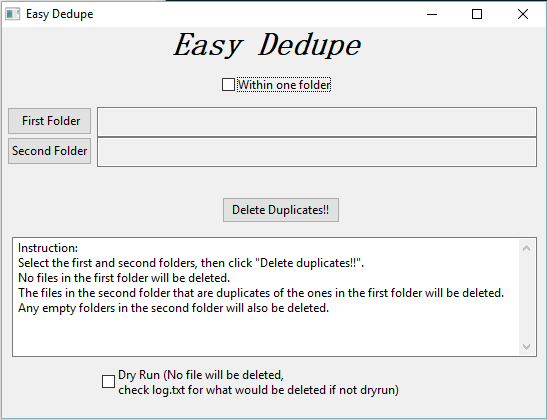 Easy Dedupe
Easy Dedupe
Within one folder
First Folder
Second Folder
Delete Duplicates!!
Instruction:
Select the first and second folders, then click "Delete duplicates!!".
No files in the first folder will be deleted.
The files in the second folder that are duplicates of the ones in the first folder will be deleted.
Any empty folders in the second folder will also be deleted.
Dry Run (No file will be deleted,
check log.txt for what would be deleted if not dryrun)